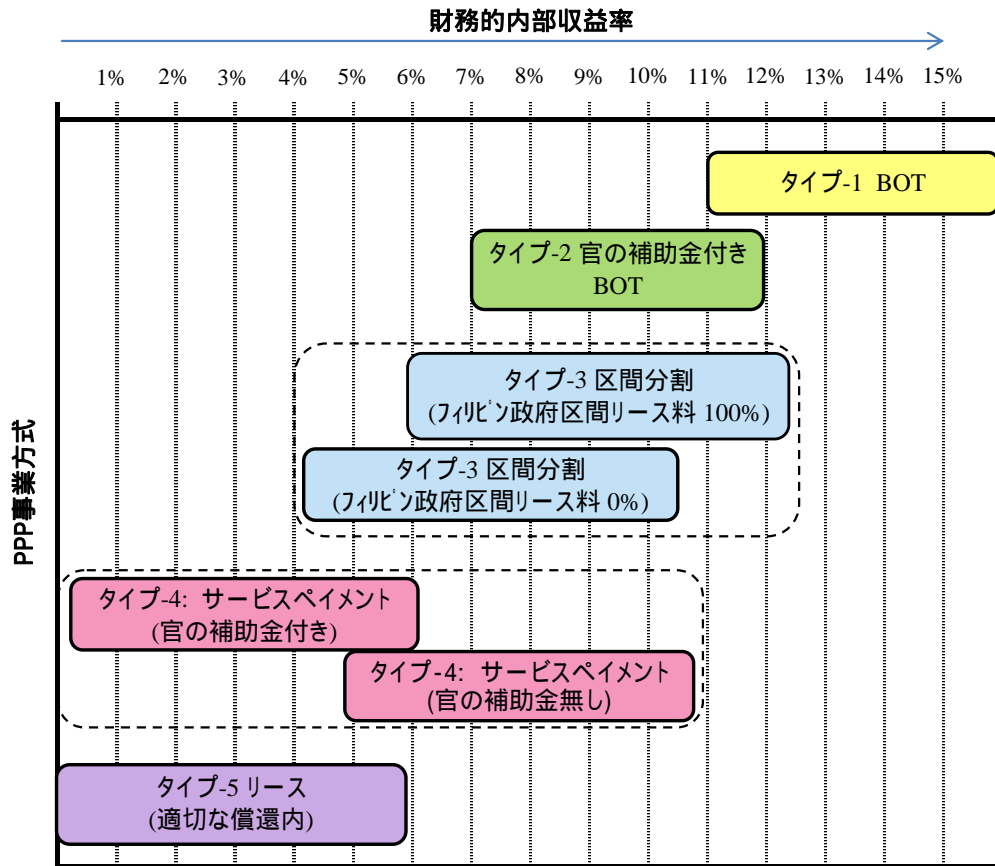 財務的内部収益率
1% 2% 3% 4% 5% 6% 7% 8% 9% 10% 11% 12% 13% 14% 15%
PPP事業方式
タイプ-1 BOT
タイプ-2 官の補助金付き
BOT
タイプ-3 区間分割
(フィリピン政府区間リース料 100%)
タイプ-3 区間分割
(フィリピン政府区間リース料 0%)
タイプ-4: サービスペイメント
(官の補助金付き)
タイプ-4: サービスペイメント
(官の補助金無し)
タイプ-5 リース
(適切な償還内)